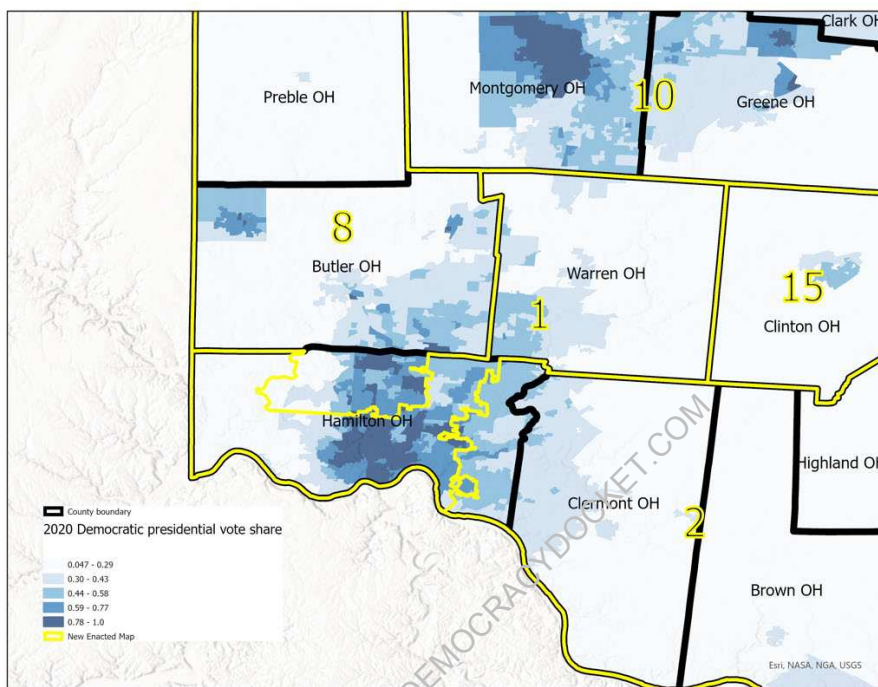 Clark OH
Preble OH
Montgomery OH
10
Greene OH
8
Butler OH
Warren OH
1
15
Clinton OH
Hamilton OH
Highland OH
Clermont OH
2
Brown OH
County boundary
2020 Democratic presidential vote share
0.047 - 0.29
0.30 - 0.43
0.44 - 0.58
0.59 - 0.77
0.78 - 1.0
New Enacted Map
DEMOCRACYDOCKET.COM
Esri, NASA, NGA, USGS